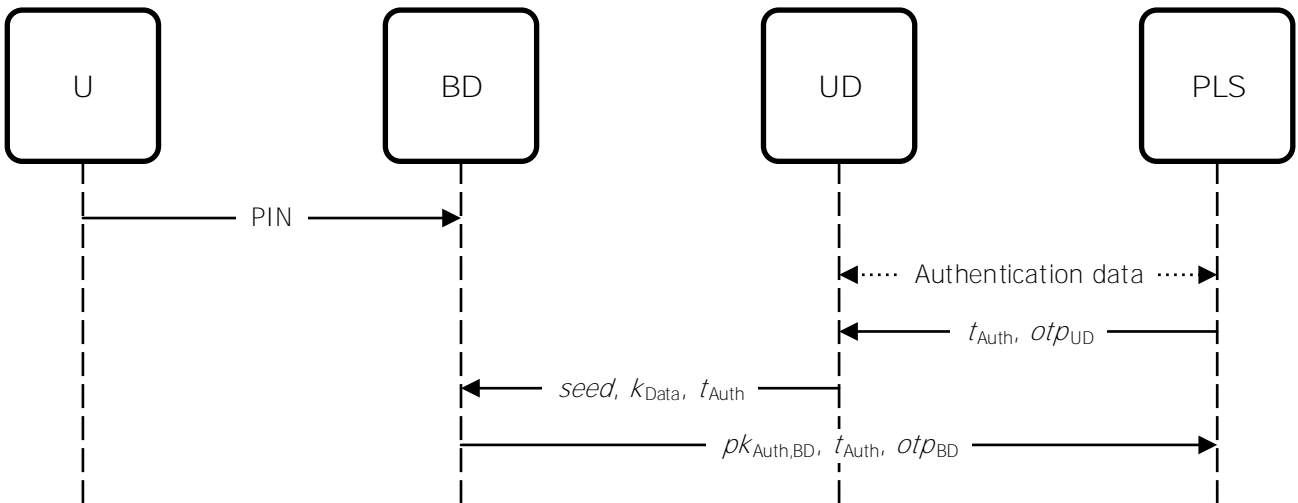 U
BD
UD
PLS
PIN
Authentication data
t_Auth, otp_UD
seed, k_Data, t_Auth
pk_Auth,BD, t_Auth, otp_BD